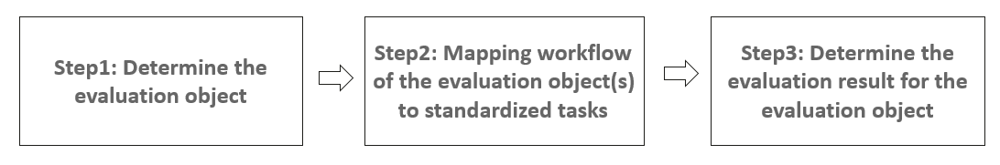 Step1: Determine the
evaluation object
Step2: Mapping workflow
of the evaluation object(s)
to standardized tasks
Step3: Determine the
evaluation result for the
evaluation object